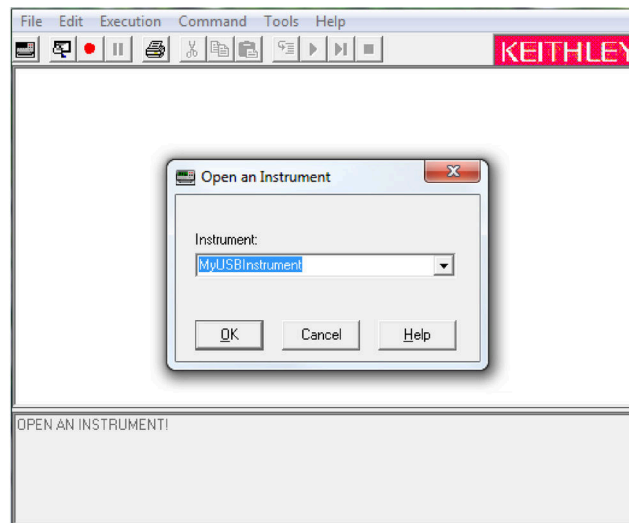 File Edit Execution Command Tools Help
KEITHLEY
Open an Instrument
Instrument:
MyUSBInstrument
OK Cancel Help
OPEN AN INSTRUMENT!